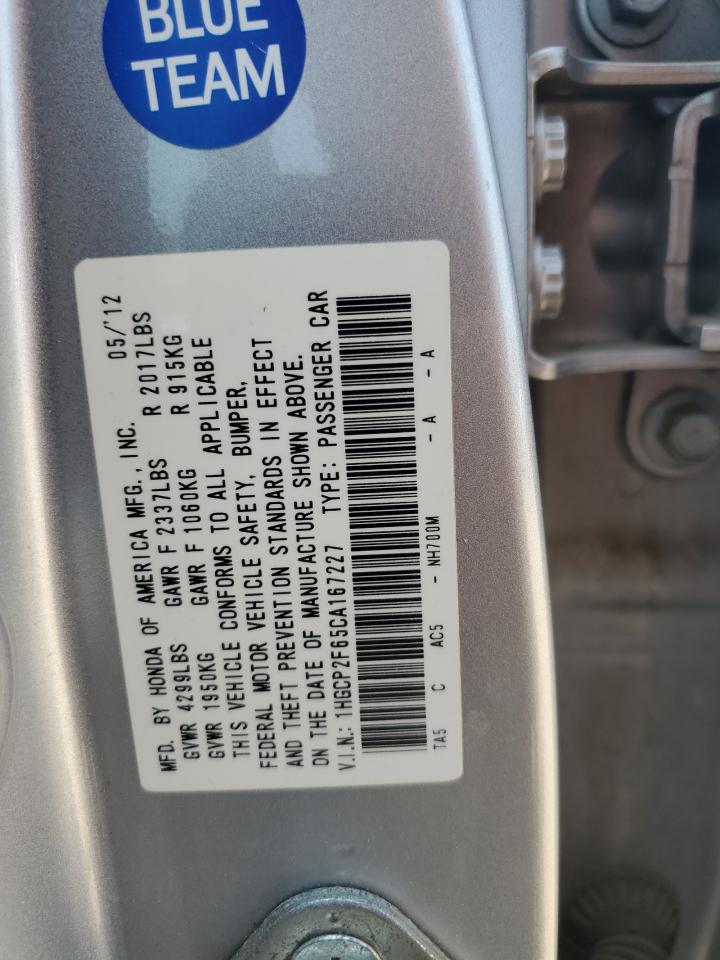 BLUE
TEAM
MFD. BY HONDA OF AMERICA MFG., INC. 05/'12
GVWR 4299LBS GAWR F 2337LBS R 2017LBS
GVWR 1950KG GAWR F 1060KG R 915KG
THIS VEHICLE CONFORMS TO ALL APPLICABLE
FEDERAL MOTOR VEHICLE SAFETY, BUMPER,
AND THEFT PREVENTION STANDARDS IN EFFECT
ON THE DATE OF MANUFACTURE SHOWN ABOVE.
V.I.N.: 1HGCP2F65CA167227 TYPE: PASSENGER CAR
TA5 C AC5 - NH700M - A - A